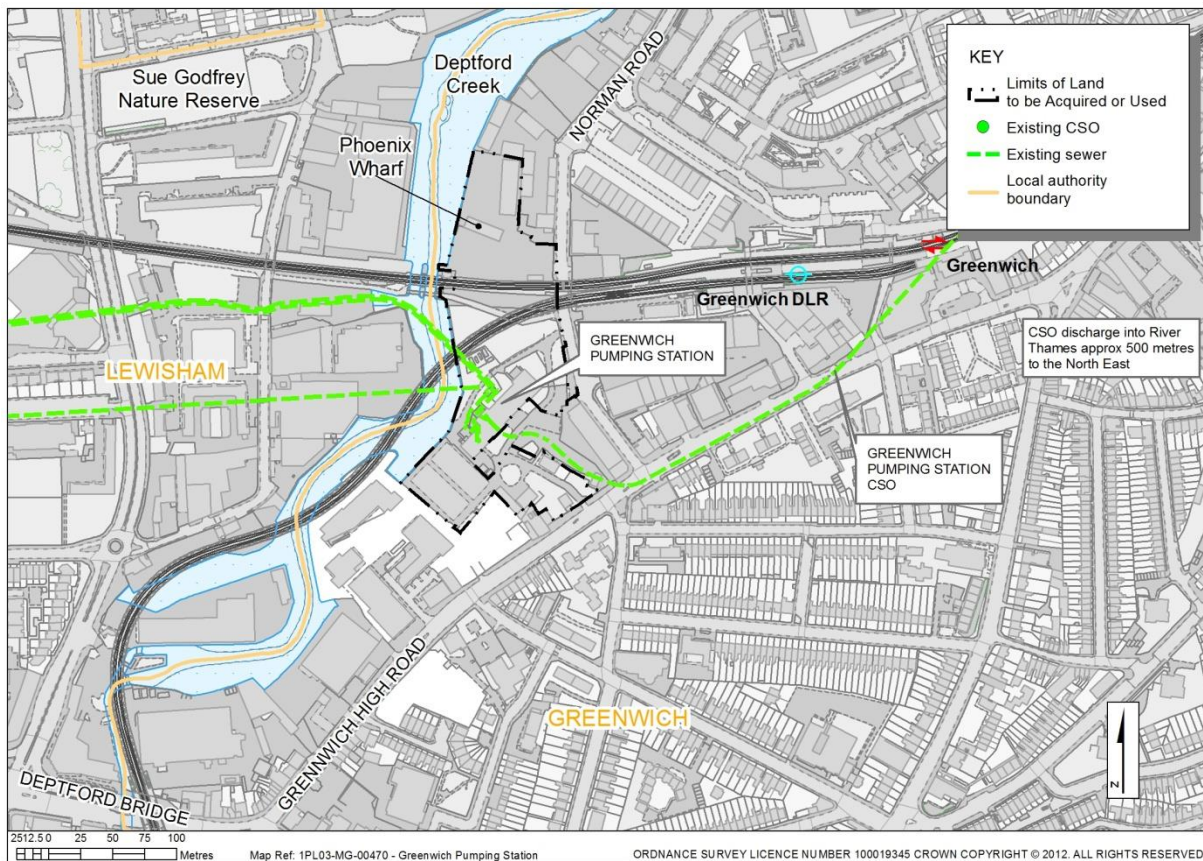 Sue Godfrey
Nature Reserve
Deptford
Creek
NORMAN ROAD
Phoenix
Wharf
KEY
Limits of Land
to be Acquired or Used
Existing CSO
Existing sewer
Local authority
boundary
Greenwich
Greenwich DLR
CSO discharge into River
Thames approx 500 metres
to the North East
GREENWICH
PUMPING STATION
LEWISHAM
GREENWICH
PUMPING STATION
CSO
GRENNWICH HIGH ROAD
GREENWICH
DEPTFORD BRIDGE
N
2512.5 0 25 50 75 100
Metres
Map Ref: 1PL03-MG-00470 - Greenwich Pumping Station
ORDNANCE SURVEY LICENCE NUMBER 100019345 CROWN COPYRIGHT © 2012. ALL RIGHTS RESERVED